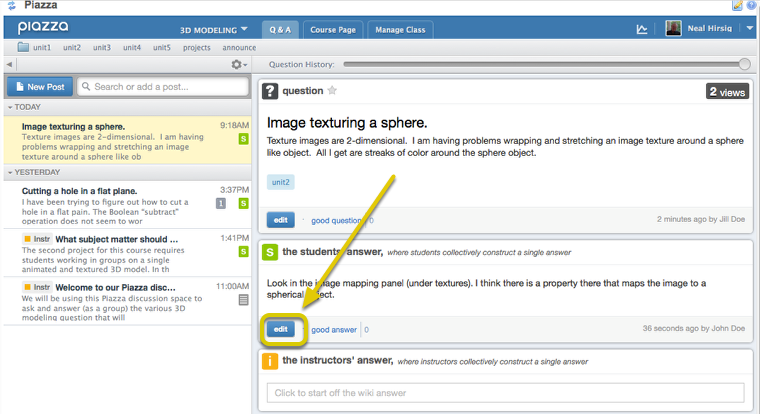 Piazza
piazza
3D MODELING
Q & A
Course Page
Manage Class
Neal Hirsig
unit1 unit2 unit3 unit4 unit5 projects announce
Question History:
New Post
Search or add a post...
TODAY
Image texturing a sphere. 9:18AM
Texture images are 2-dimensional. I am having
problems wrapping and stretching an image
texture around a sphere like ob
S
YESTERDAY
Cutting a hole in a flat plane. 3:37PM
I have been trying to figure out how to cut a
hole in a flat pain. The Boolean "subtract"
operation does not seem to wor
1 S
Instr What subject matter should ... 1:41PM
The second project for this course requires
students working in groups on a single
animated and textured 3D model. In th
S
Instr Welcome to our Piazza disc... 11:00AM
We will be using this Piazza discussion space to
ask and answer (as a group) the various 3D
modeling question that will
? question 2 views
Image texturing a sphere.
Texture images are 2-dimensional. I am having problems wrapping and stretching an image texture around a sphere
like object. All I get are streaks of color around the sphere object.
unit2
edit · good question 0 2 minutes ago by Jill Doe
S the students' answer, where students collectively construct a single answer
Look in the image mapping panel (under textures). I think there is a property there that maps the image to a
spherical object.
edit · good answer 0 36 seconds ago by John Doe
i the instructors' answer, where instructors collectively construct a single answer
Click to start off the wiki answer